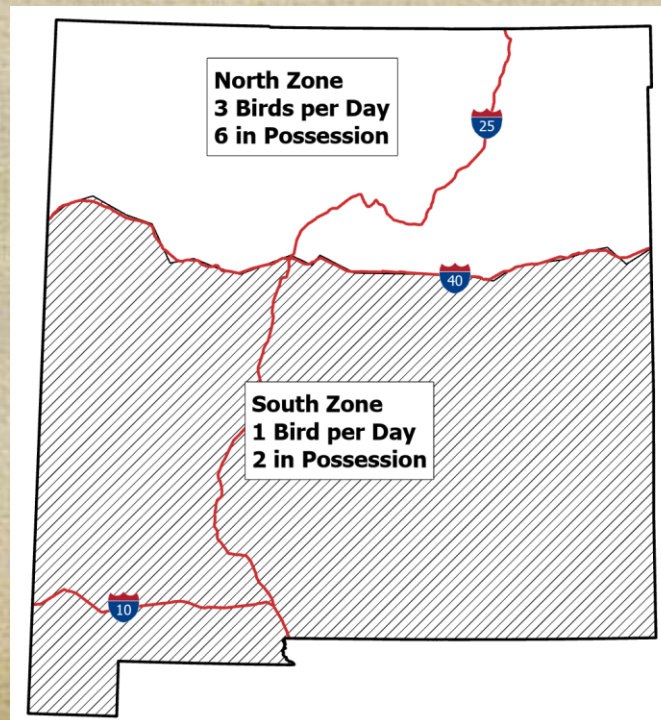 North Zone
3 Birds per Day
6 in Possession
25
40
South Zone
1 Bird per Day
2 in Possession
10